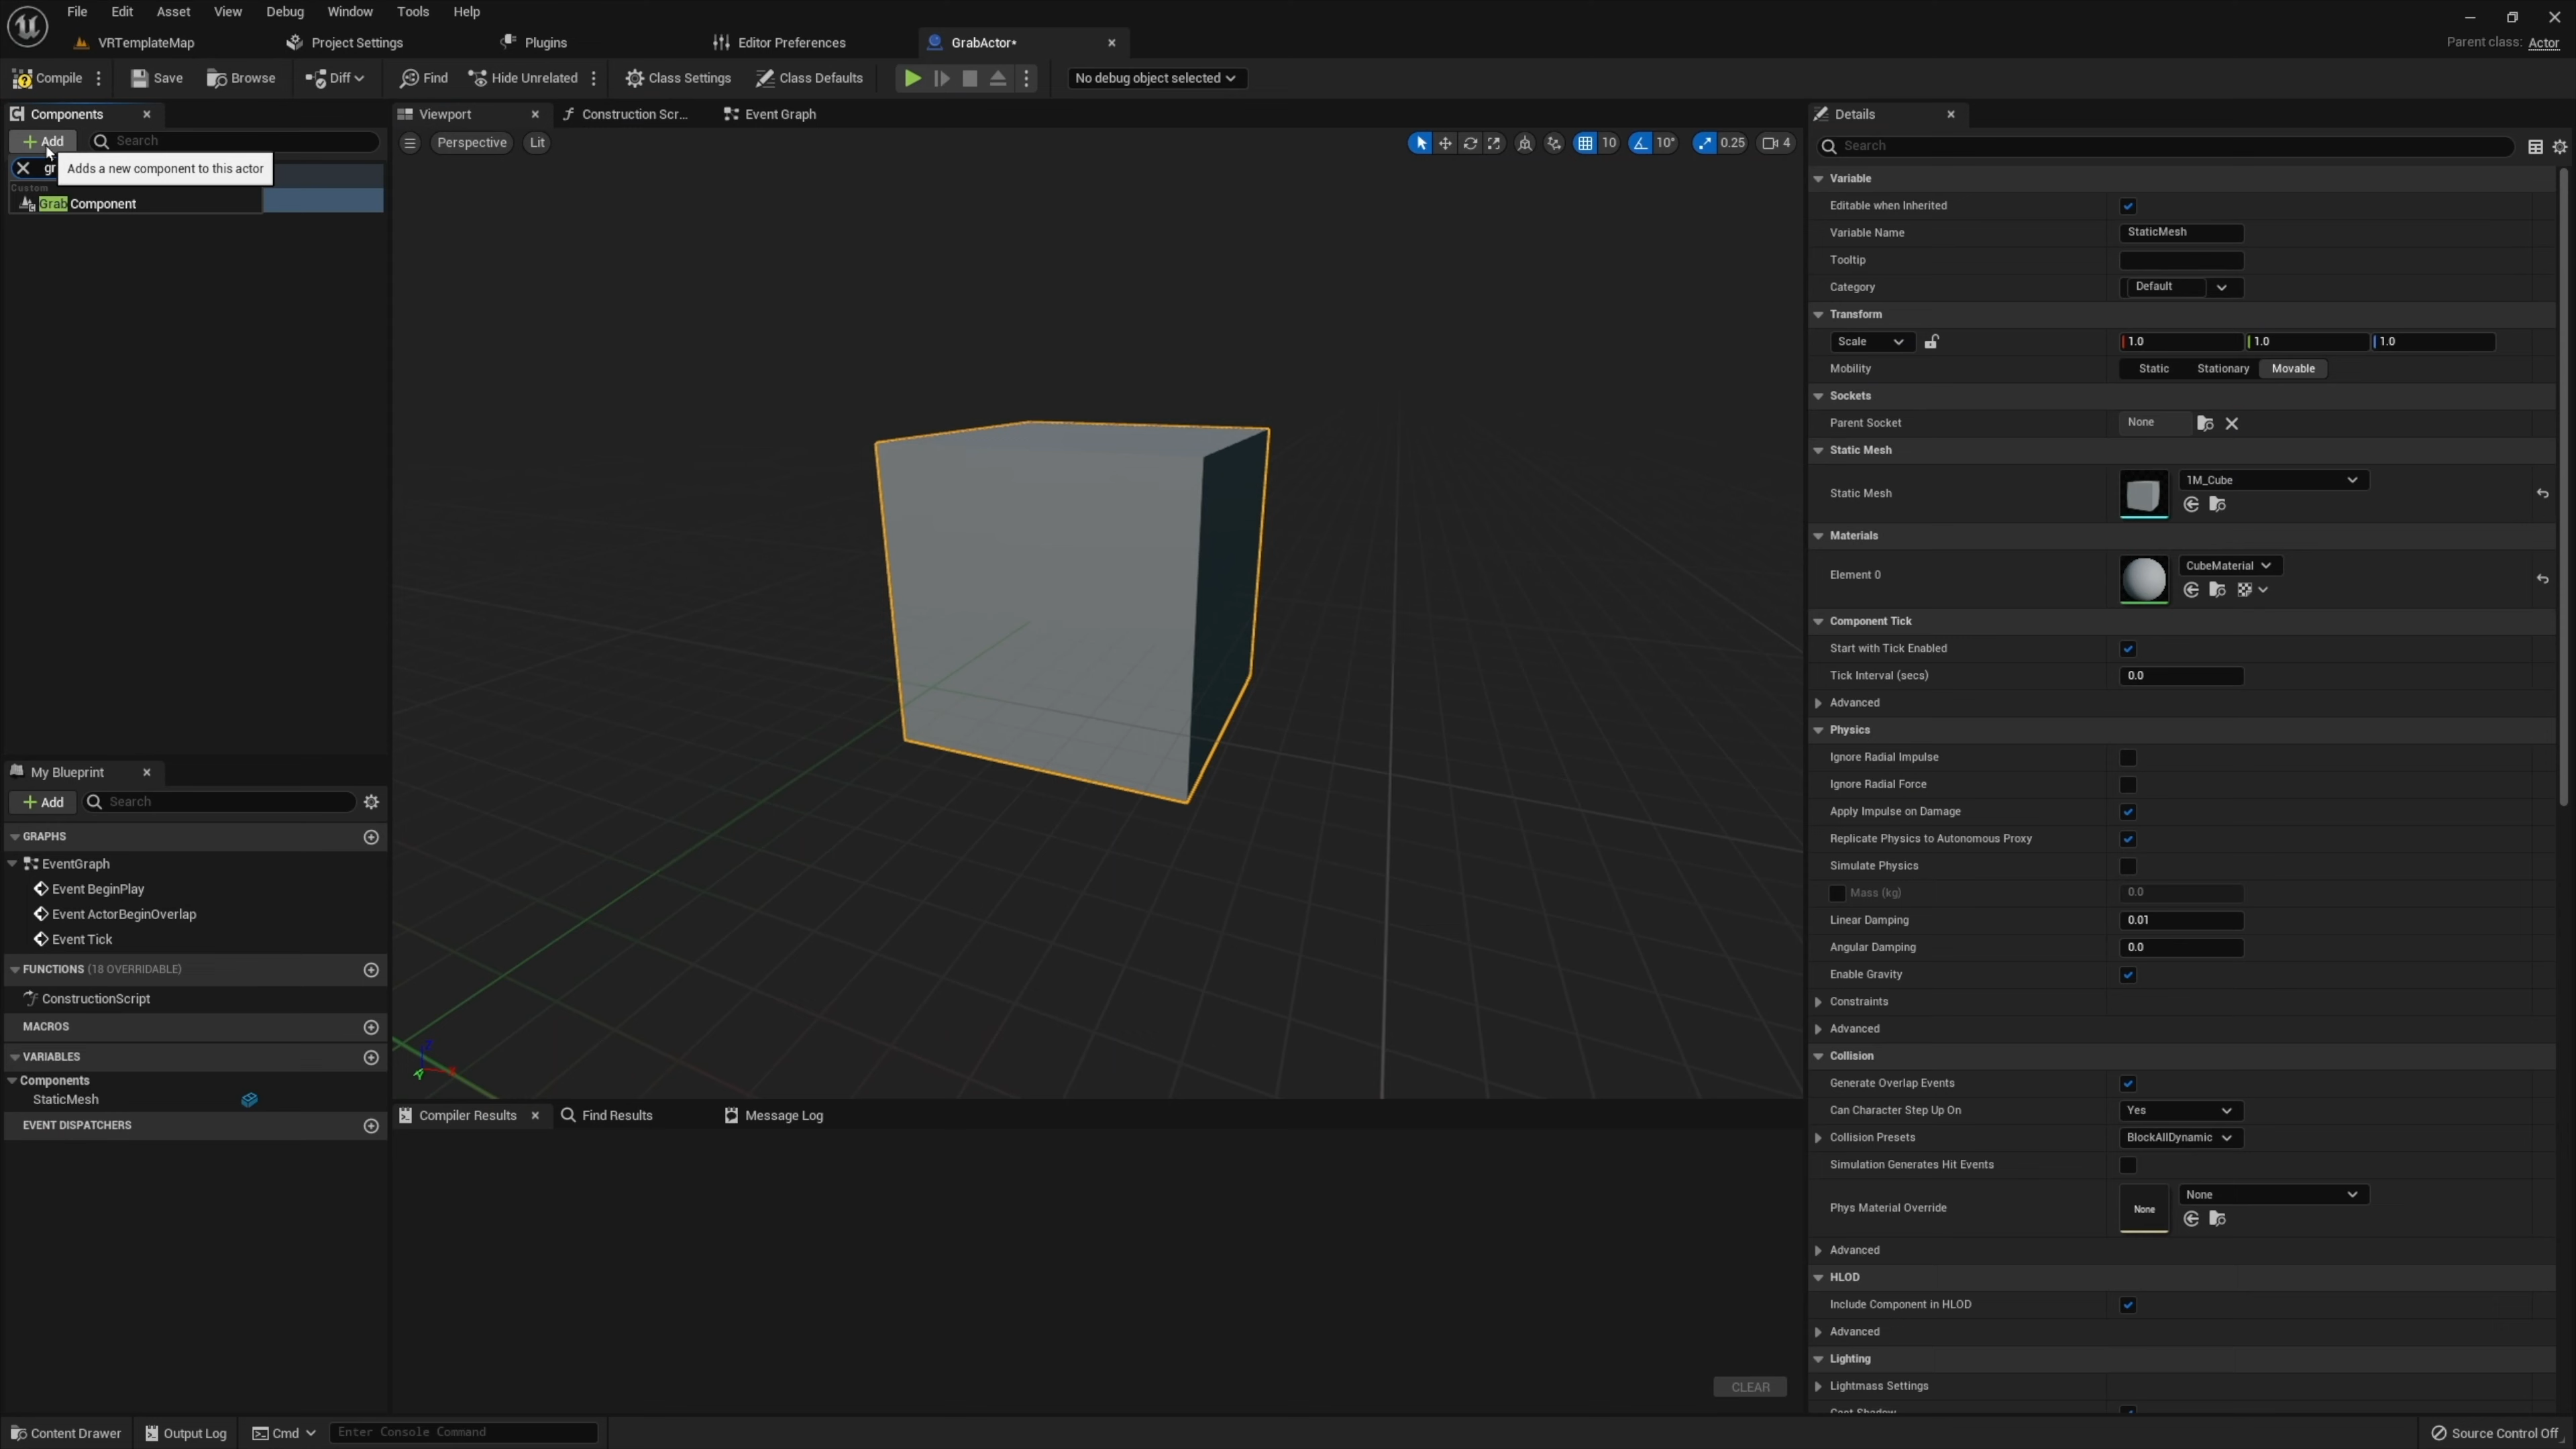 File Edit Asset View Debug Window Tools Help
VRTemplateMap Project Settings Plugins Editor Preferences GrabActor* Parent class: Actor
Compile Save Browse Diff Find Hide Unrelated Class Settings Class Defaults No debug object selected
Components
Add Search
gr Adds a new component to this actor
Custom
Grab Component
My Blueprint
Add Search
GRAPHS
EventGraph
Event BeginPlay
Event ActorBeginOverlap
Event Tick
FUNCTIONS (18 OVERRIDABLE)
ConstructionScript
MACROS
VARIABLES
Components
StaticMesh
EVENT DISPATCHERS
Viewport Construction Scr... Event Graph
Perspective Lit 10 10° 0.25 4
Compiler Results Find Results Message Log
CLEAR
Details
Search
Variable
Editable when Inherited
Variable Name StaticMesh
Tooltip
Category Default
Transform
Scale 1.0 1.0 1.0
Mobility Static Stationary Movable
Sockets
Parent Socket None
Static Mesh
Static Mesh 1M_Cube
Materials
Element 0 CubeMaterial
Component Tick
Start with Tick Enabled
Tick Interval (secs) 0.0
Advanced
Physics
Ignore Radial Impulse
Ignore Radial Force
Apply Impulse on Damage
Replicate Physics to Autonomous Proxy
Simulate Physics
Mass (kg) 0.0
Linear Damping 0.01
Angular Damping 0.0
Enable Gravity
Constraints
Advanced
Collision
Generate Overlap Events
Can Character Step Up On Yes
Collision Presets BlockAllDynamic
Simulation Generates Hit Events
Phys Material Override None None
Advanced
HLOD
Include Component in HLOD
Advanced
Lighting
Lightmass Settings
Cast Shadow
Content Drawer Output Log Cmd Enter Console Command Source Control Off